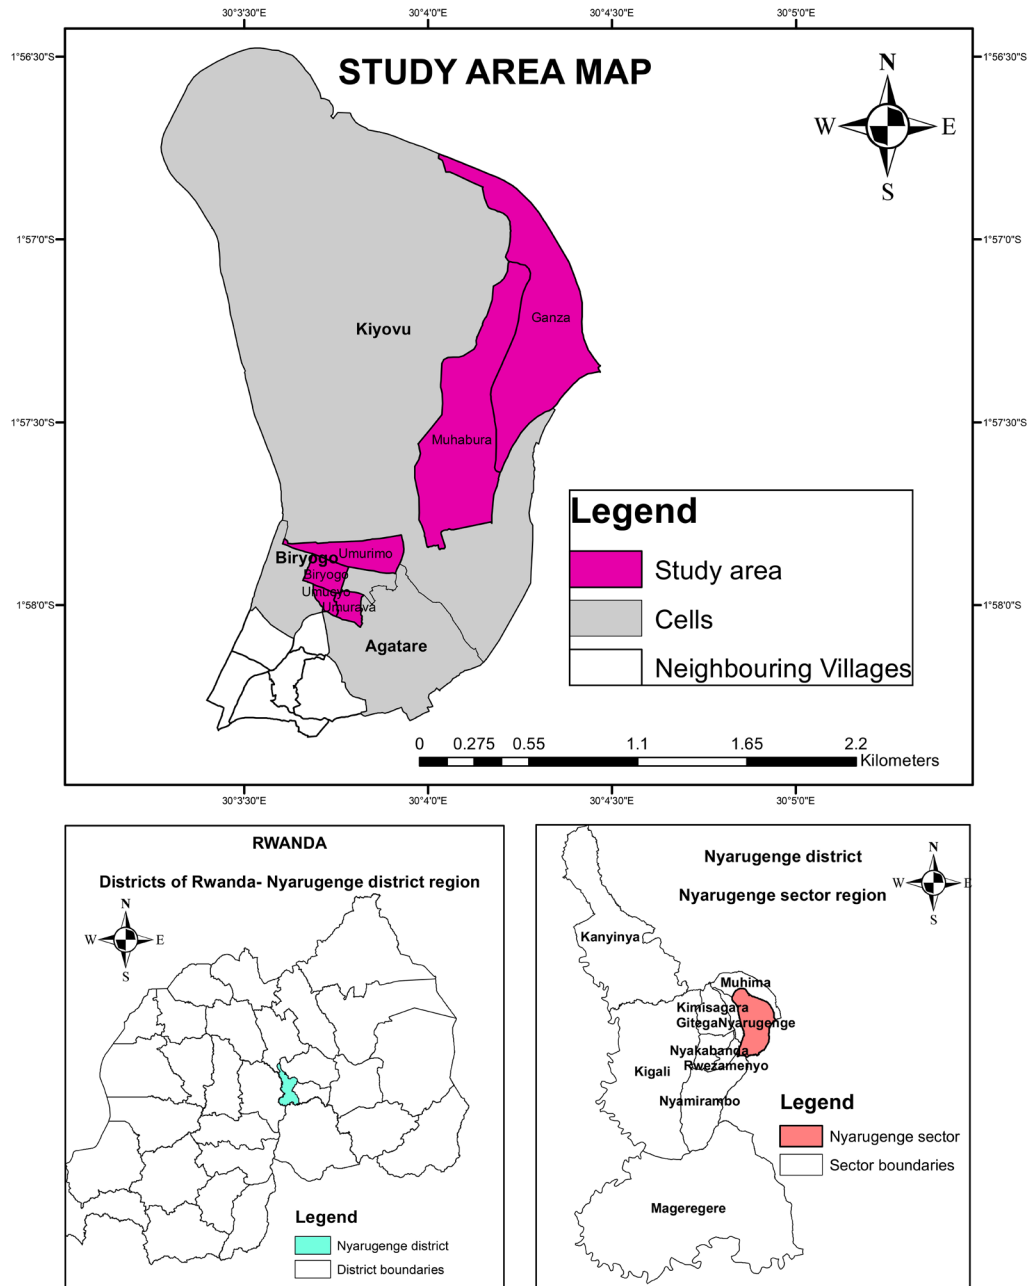 30°3'30"E 30°4'0"E 30°4'30"E 30°5'0"E
1°56'30"S 1°56'30"S
STUDY AREA MAP
N
W E
S
1°57'0"S 1°57'0"S
Ganza
Kiyovu
1°57'30"S 1°57'30"S
Muhabura
Legend
Study area
Cells
Neighbouring Villages
Umurimo
Biryogo
Biryogo
Umucyo
Umurava
1°58'0"S 1°58'0"S
Agatare
0 0.275 0.55 1.1 1.65 2.2
Kilometers
30°3'30"E 30°4'0"E 30°4'30"E 30°5'0"E
RWANDA
Districts of Rwanda- Nyarugenge district region
N
W E
S
Legend
Nyarugenge district
District boundaries
Nyarugenge district
Nyarugenge sector region
N
W E
S
Kanyinya
Muhima
Kimisagara
Gitega Nyarugenge
Nyakabanda
Rwezamenyo
Kigali
Nyamirambo
Mageregere
Legend
Nyarugenge sector
Sector boundaries